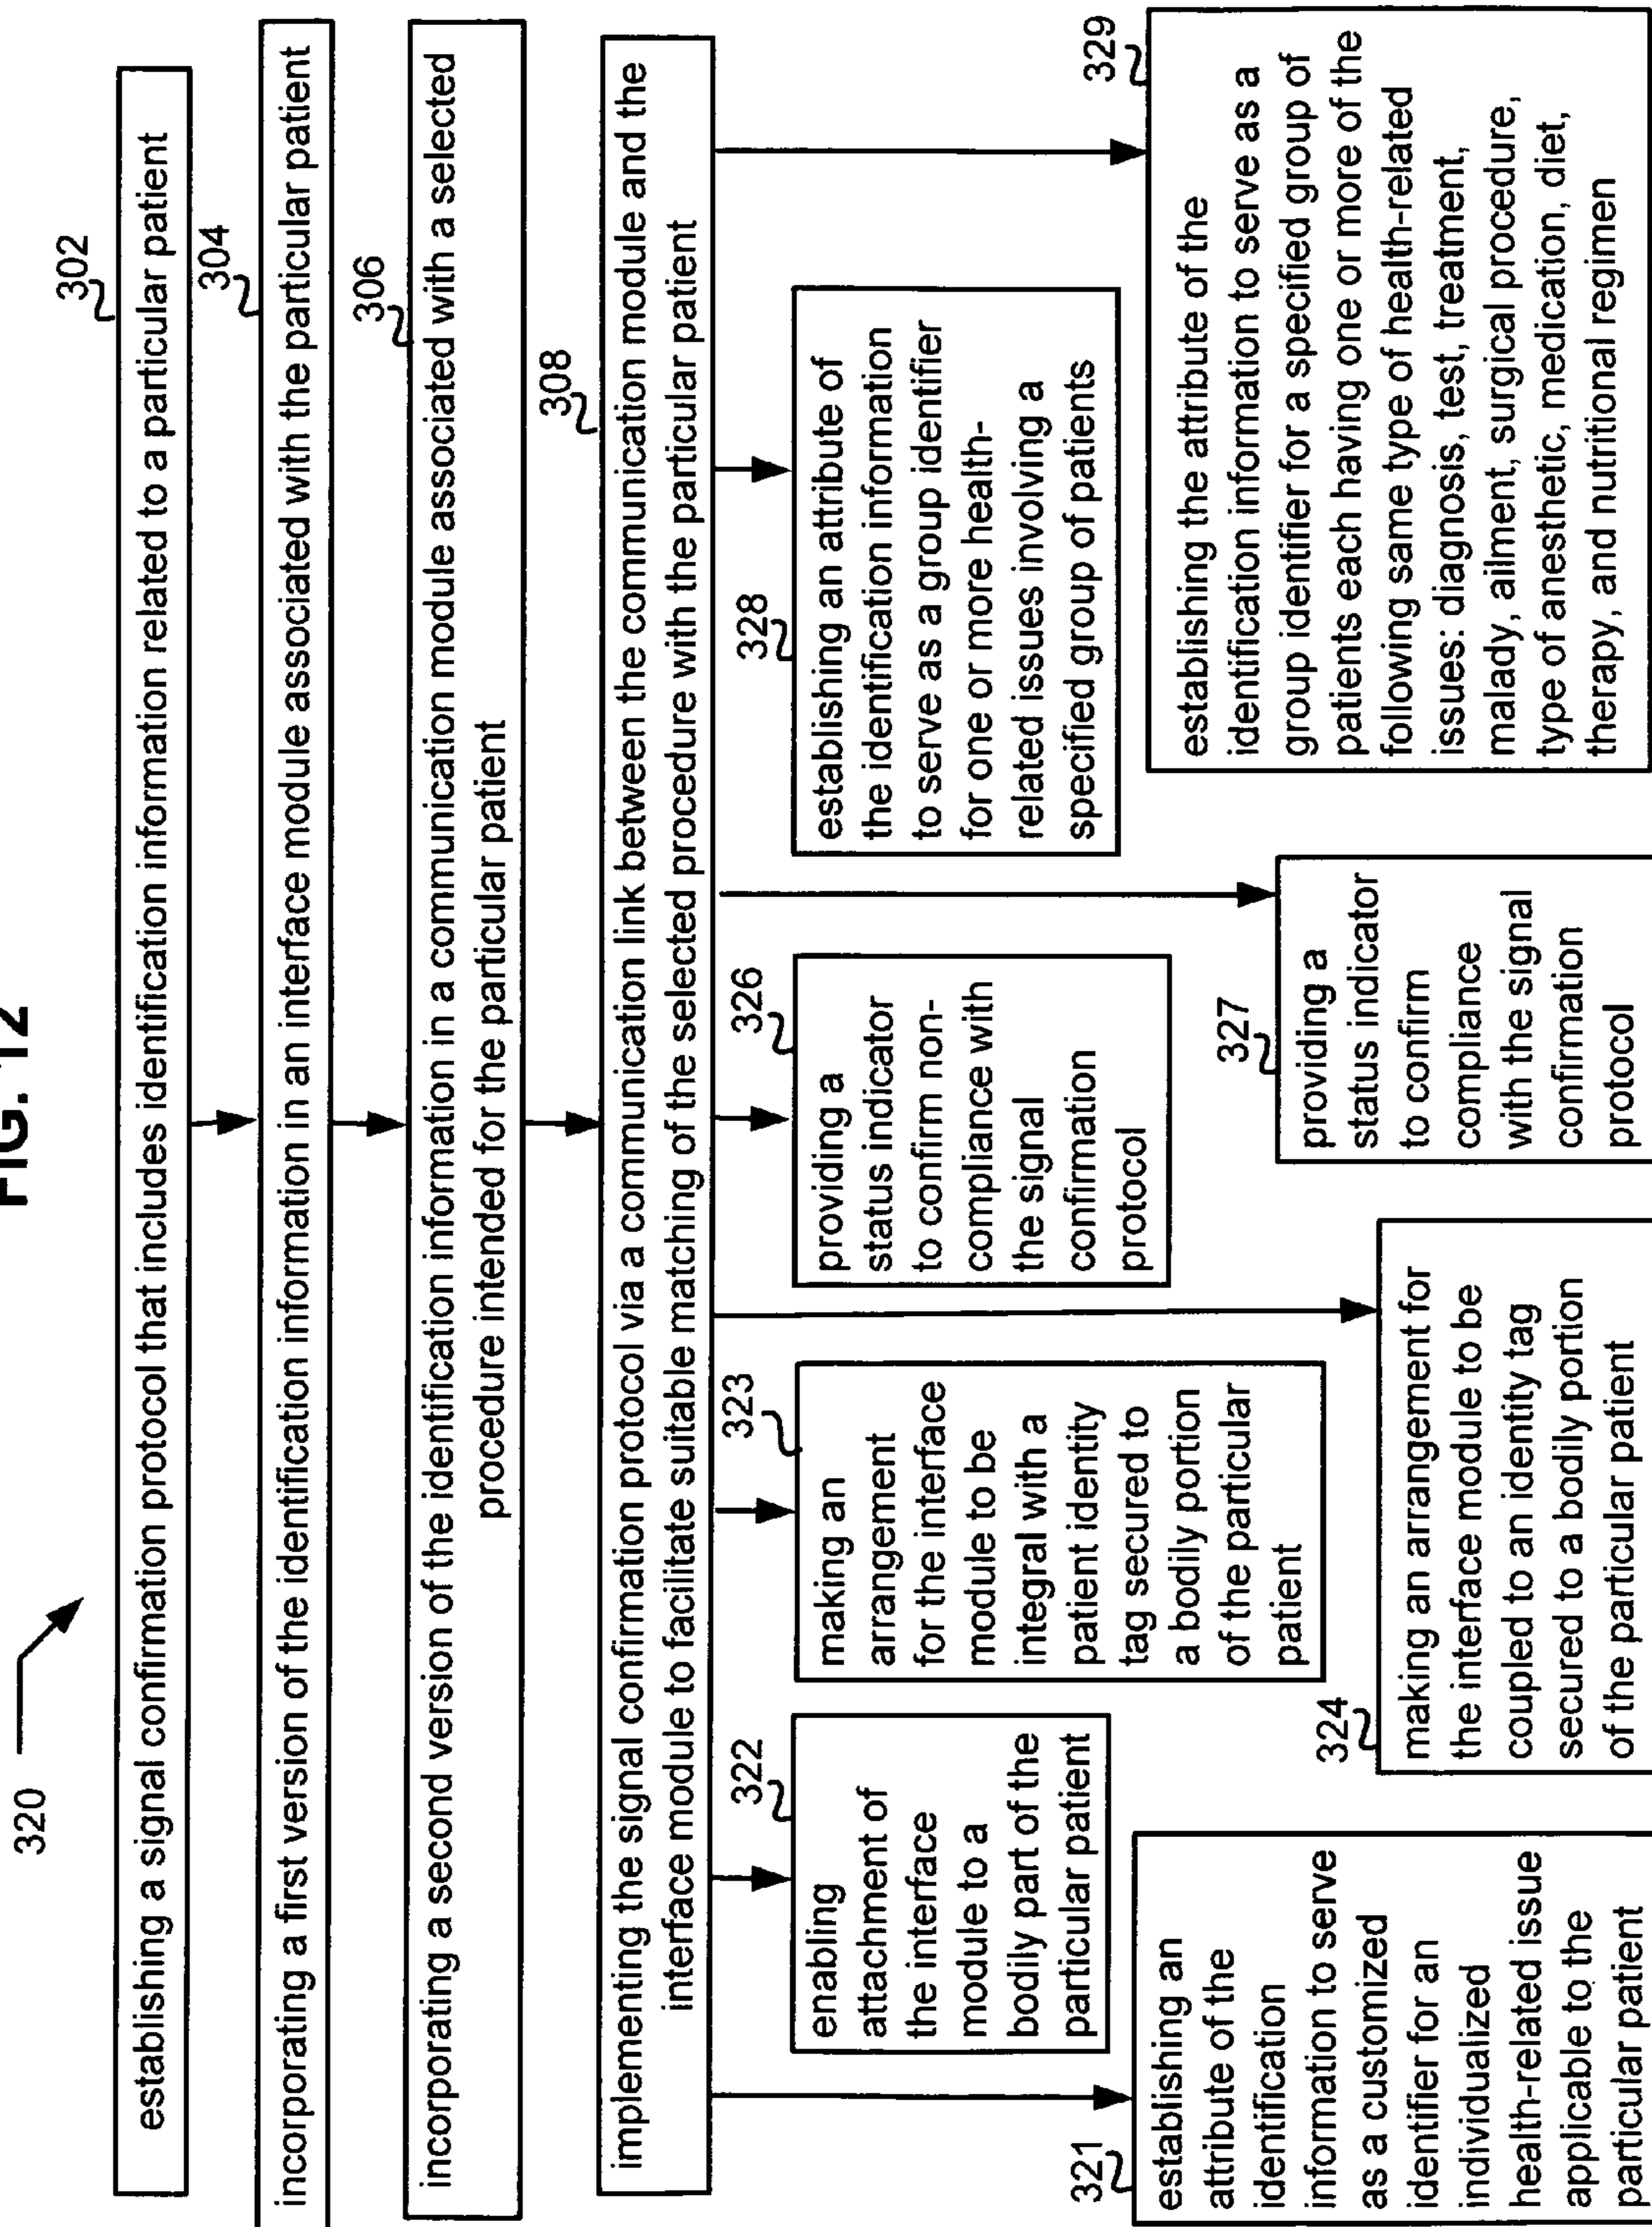 FIG. 12
320
302
establishing a signal confirmation protocol that includes identification information related to a particular patient
304
incorporating a first version of the identification information in an interface module associated with the particular patient
306
incorporating a second version of the identification information in a communication module associated with a selected
procedure intended for the particular patient
308
implementing the signal confirmation protocol via a communication link between the communication module and the
interface module to facilitate suitable matching of the selected procedure with the particular patient
321
establishing an
attribute of the
identification
information to serve
as a customized
identifier for an
individualized
health-related issue
applicable to the
particular patient
322
enabling
attachment of
the interface
module to a
bodily part of the
particular patient
323
making an
arrangement
for the interface
module to be
integral with a
patient identity
tag secured to
a bodily portion
of the particular
patient
324
making an arrangement for
the interface module to be
coupled to an identity tag
secured to a bodily portion
of the particular patient
326
providing a
status indicator
to confirm non-
compliance with
the signal
confirmation
protocol
327
providing a
status indicator
to confirm
compliance
with the signal
confirmation
protocol
328
establishing an attribute of
the identification information
to serve as a group identifier
for one or more health-
related issues involving a
specified group of patients
329
establishing the attribute of the
identification information to serve as a
group identifier for a specified group of
patients each having one or more of the
following same type of health-related
issues: diagnosis, test, treatment,
malady, ailment, surgical procedure,
type of anesthetic, medication, diet,
therapy, and nutritional regimen